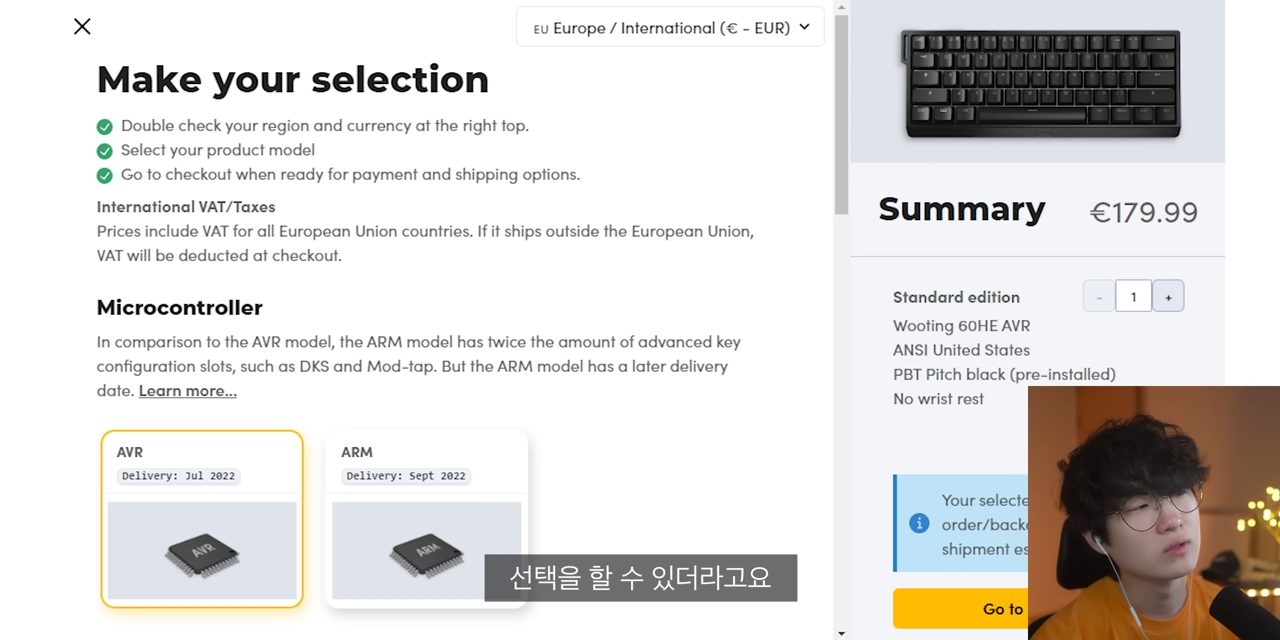 EU Europe / International (€ - EUR)
Make your selection
Double check your region and currency at the right top.
Select your product model
Go to checkout when ready for payment and shipping options.
International VAT/Taxes
Prices include VAT for all European Union countries. If it ships outside the European Union,
VAT will be deducted at checkout.
Microcontroller
In comparison to the AVR model, the ARM model has twice the amount of advanced key
configuration slots, such as DKS and Mod-tap. But the ARM model has a later delivery
date. Learn more...
AVR
Delivery: Jul 2022
AVR
ARM
Delivery: Sept 2022
ARM
선택을 할 수 있더라고요
Summary €179.99
Standard edition - 1 +
Wooting 60HE AVR
ANSI United States
PBT Pitch black (pre-installed)
No wrist rest
Your selecte
order/backo
shipment es
Go to